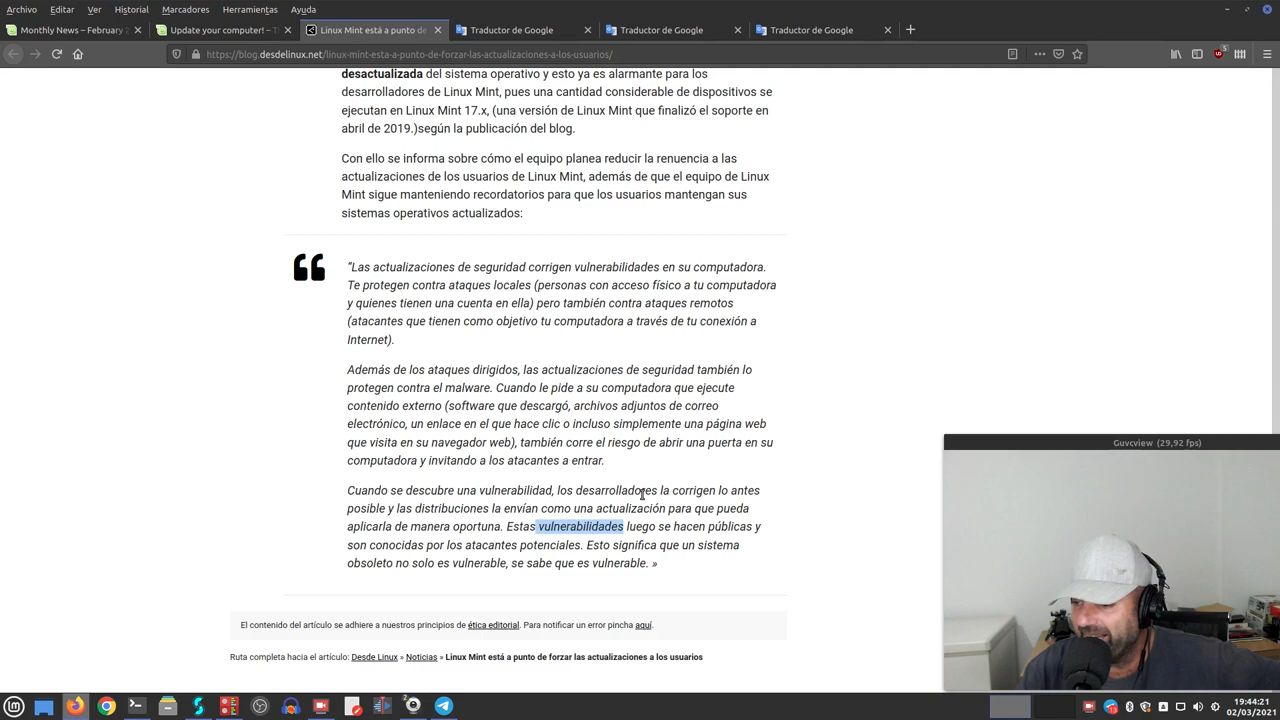 Archivo Editar Ver Historial Marcadores Herramientas Ayuda
Monthly News – February 2
Update your computer! – T
Linux Mint está a punto de
Traductor de Google
Traductor de Google
Traductor de Google
https://blog.desdelinux.net/linux-mint-esta-a-punto-de-forzar-las-actualizaciones-a-los-usuarios/
desactualizada del sistema operativo y esto ya es alarmante para los
desarrolladores de Linux Mint, pues una cantidad considerable de dispositivos se
ejecutan en Linux Mint 17.x, (una versión de Linux Mint que finalizó el soporte en
abril de 2019.)según la publicación del blog.
Con ello se informa sobre cómo el equipo planea reducir la renuencia a las
actualizaciones de los usuarios de Linux Mint, además de que el equipo de Linux
Mint sigue manteniendo recordatorios para que los usuarios mantengan sus
sistemas operativos actualizados:
“Las actualizaciones de seguridad corrigen vulnerabilidades en su computadora.
Te protegen contra ataques locales (personas con acceso físico a tu computadora
y quienes tienen una cuenta en ella) pero también contra ataques remotos
(atacantes que tienen como objetivo tu computadora a través de tu conexión a
Internet).
Además de los ataques dirigidos, las actualizaciones de seguridad también lo
protegen contra el malware. Cuando le pide a su computadora que ejecute
contenido externo (software que descargó, archivos adjuntos de correo
electrónico, un enlace en el que hace clic o incluso simplemente una página web
que visita en su navegador web), también corre el riesgo de abrir una puerta en su
computadora y invitando a los atacantes a entrar.
Cuando se descubre una vulnerabilidad, los desarrolladores la corrigen lo antes
posible y las distribuciones la envían como una actualización para que pueda
aplicarla de manera oportuna. Estas vulnerabilidades luego se hacen públicas y
son conocidas por los atacantes potenciales. Esto significa que un sistema
obsoleto no solo es vulnerable, se sabe que es vulnerable. »
El contenido del artículo se adhiere a nuestros principios de ética editorial. Para notificar un error pincha aquí.
Ruta completa hacia el artículo: Desde Linux » Noticias » Linux Mint está a punto de forzar las actualizaciones a los usuarios
Guvcview (29,92 fps)
19:44:21
02/03/2021